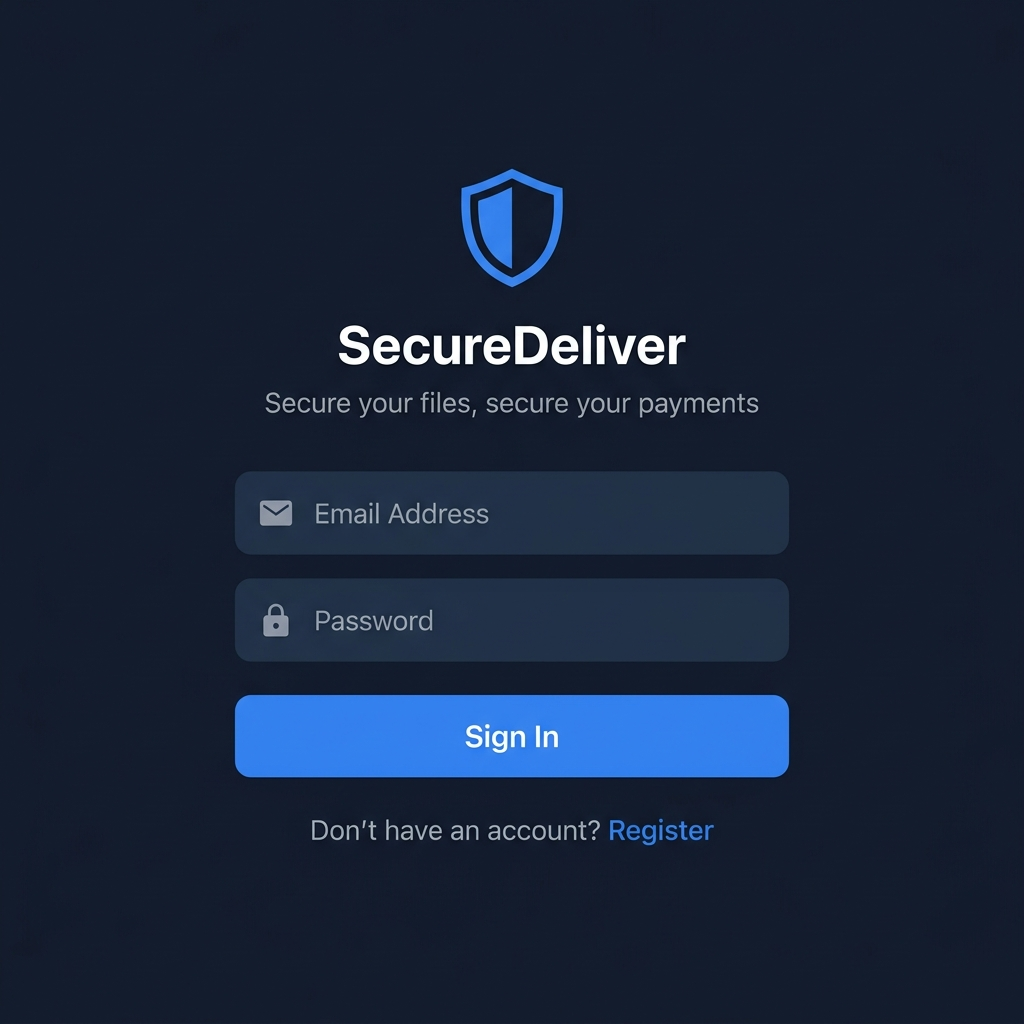 SecureDeliver
Secure your files, secure your payments
Email Address
Password
Sign In
Don’t have an account? Register